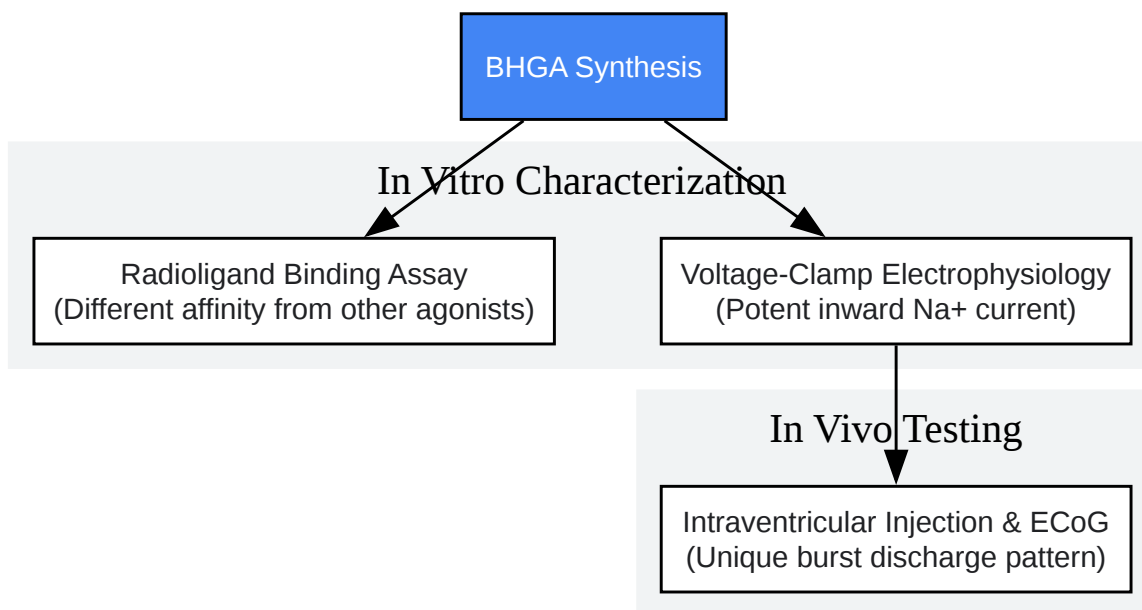 BHGA Synthesis
In Vitro Characterization
Radioligand Binding Assay
(Different affinity from other agonists)
Voltage-Clamp Electrophysiology
(Potent inward Na+ current)
In Vivo Testing
Intraventricular Injection & ECoG
(Unique burst discharge pattern)